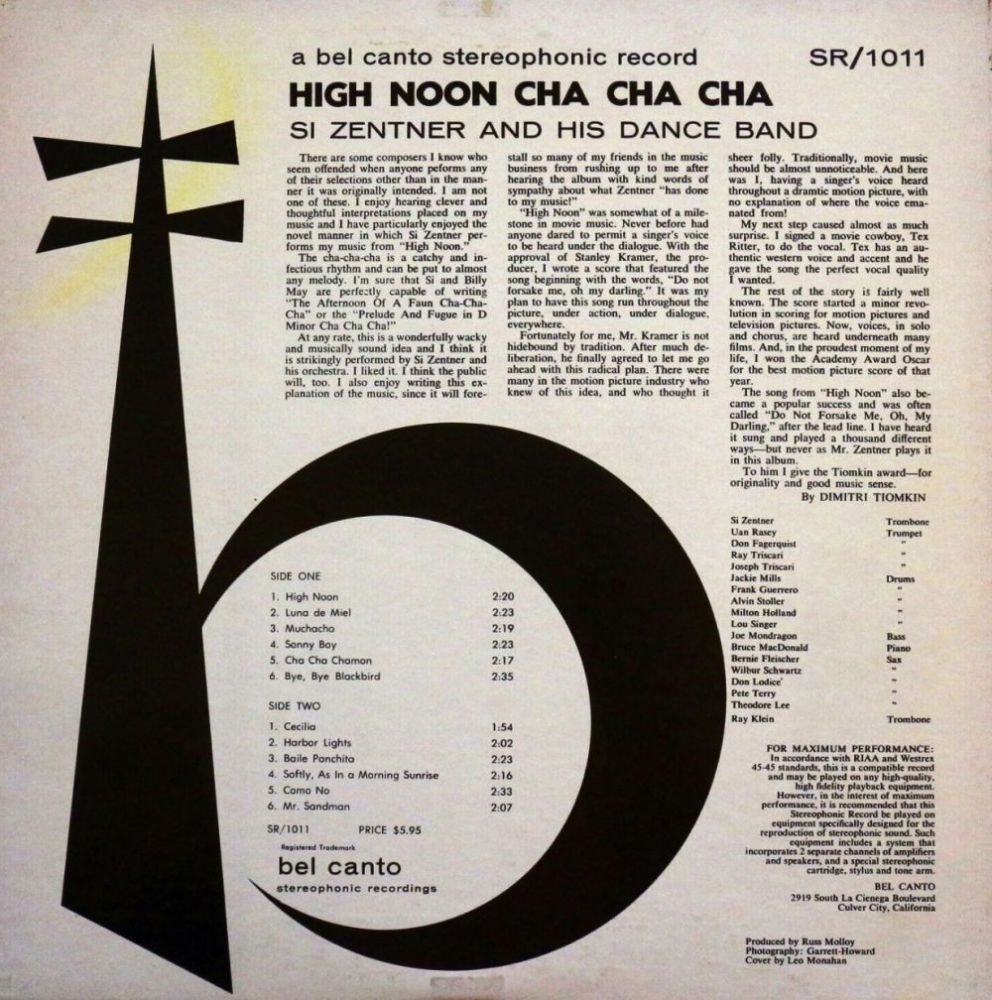 a bel canto stereophonic record
SR/1011
HIGH NOON CHA CHA CHA
SI ZENTNER AND HIS DANCE BAND
There are some composers I know who
seem offended when anyone peforms any
of their selections other than in the man-
ner it was originally intended. I am not
one of these. I enjoy hearing clever and
thoughtful interpretations placed on my
music and I have particularly enjoyed the
novel manner in which Si Zentner per-
forms my music from "High Noon."
The cha-cha-cha is a catchy and in-
fectious rhythm and can be put to almost
any melody. I'm sure that Si and Billy
May are perfectly capable of writing
"The Afternoon Of A Faun Cha-Cha-
Cha" or the "Prelude And Fugue in D
Minor Cha Cha Cha!"
At any rate, this is a wonderfully wacky
and musically sound idea and I think it
is strikingly performed by Si Zentner and
his orchestra. I liked it. I think the public
will, too. I also enjoy writing this ex-
planation of the music, since it will fore-
stall so many of my friends in the music
business from rushing up to me after
hearing the album with kind words of
sympathy about what Zentner "has done
to my music!"
"High Noon" was somewhat of a mile-
stone in movie music. Never before had
anyone dared to permit a singer's voice
to be heard under the dialogue. With the
approval of Stanley Kramer, the pro-
ducer, I wrote a score that featured the
song beginning with the words, "Do not
forsake me, oh my darling." It was my
plan to have this song run throughout the
picture, under action, under dialogue,
everywhere.
Fortunately for me, Mr. Kramer is not
hidebound by tradition. After much de-
liberation, he finally agreed to let me go
ahead with this radical plan. There were
many in the motion picture industry who
knew of this idea, and who thought it
sheer folly. Traditionally, movie music
should be almost unnoticeable. And here
was I, having a singer's voice heard
throughout a dramtic motion picture, with
no explanation of where the voice ema-
nated from!
My next step caused almost as much
surprise. I signed a movie cowboy, Tex
Ritter, to do the vocal. Tex has an au-
thentic western voice and accent and he
gave the song the perfect vocal quality
I wanted.
The rest of the story is fairly well
known. The score started a minor revo-
lution in scoring for motion pictures and
television pictures. Now, voices, in solo
and chorus, are heard underneath many
films. And, in the proudest moment of my
life, I won the Academy Award Oscar
for the best motion picture score of that
year.
The song from "High Noon" also be-
came a popular success and was often
called "Do Not Forsake Me, Oh, My
Darling," after the lead line. I have heard
it sung and played a thousand different
ways—but never as Mr. Zentner plays it
in this album.
To him I give the Tiomkin award—for
originality and good music sense.
By DIMITRI TIOMKIN
Si Zentner Trombone
Uan Rasey Trumpet
Don Fagerquist "
Ray Triscari "
Joseph Triscari "
Jackie Mills Drums
Frank Guerrero "
Alvin Stoller "
Milton Holland "
Lou Singer "
Joe Mondragon Bass
Bruce MacDonald Piano
Bernie Fleischer Sax
Wilbur Schwartz "
Don Lodice' "
Pete Terry "
Theodore Lee "
Ray Klein Trombone
SIDE ONE
1. High Noon 2:20
2. Luna de Miel 2:23
3. Muchacha 2:19
4. Sonny Boy 2:23
5. Cha Cha Chamon 2:17
6. Bye, Bye Blackbird 2:35
SIDE TWO
1. Cecilia 1:54
2. Harbor Lights 2:02
3. Baile Panchita 2:23
4. Softly, As In a Morning Sunrise 2:16
5. Como No 2:33
6. Mr. Sandman 2:07
SR/1011 PRICE $5.95
Registered Trademark
bel canto
stereophonic recordings
FOR MAXIMUM PERFORMANCE:
In accordance with RIAA and Westrex
45-45 standards, this is a compatible record
and may be played on any high-quality,
high fidelity playback equipment.
However, in the interest of maximum
performance, it is recommended that this
Stereophonic Record be played on
equipment specifically designed for the
reproduction of stereophonic sound. Such
equipment includes a system that
incorporates 2 separate channels of amplifiers
and speakers, and a special stereophonic
cartridge, stylus and tone arm.
BEL CANTO
2919 South La Cienega Boulevard
Culver City, California
Produced by Russ Molloy
Photography: Garrett-Howard
Cover by Leo Monahan